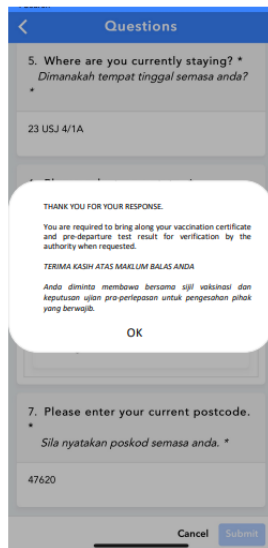 Questions
5. Where are you currently staying? *
Dimanakah tempat tinggal semasa anda?
*
23 USJ 4/1A
THANK YOU FOR YOUR RESPONSE.
You are required to bring along your vaccination certificate
and pre-departure test result for verification by the
authority when requested.
TERIMA KASIH ATAS MAKLUM BALAS ANDA
Anda diminta membawa bersama sijil vaksinasi dan
keputusan ujian pra-perlepasan untuk pengesahan pihak
yang berwajib.
OK
7. Please enter your current postcode.
*
Sila nyatakan poskod semasa anda. *
47620
Cancel Submit